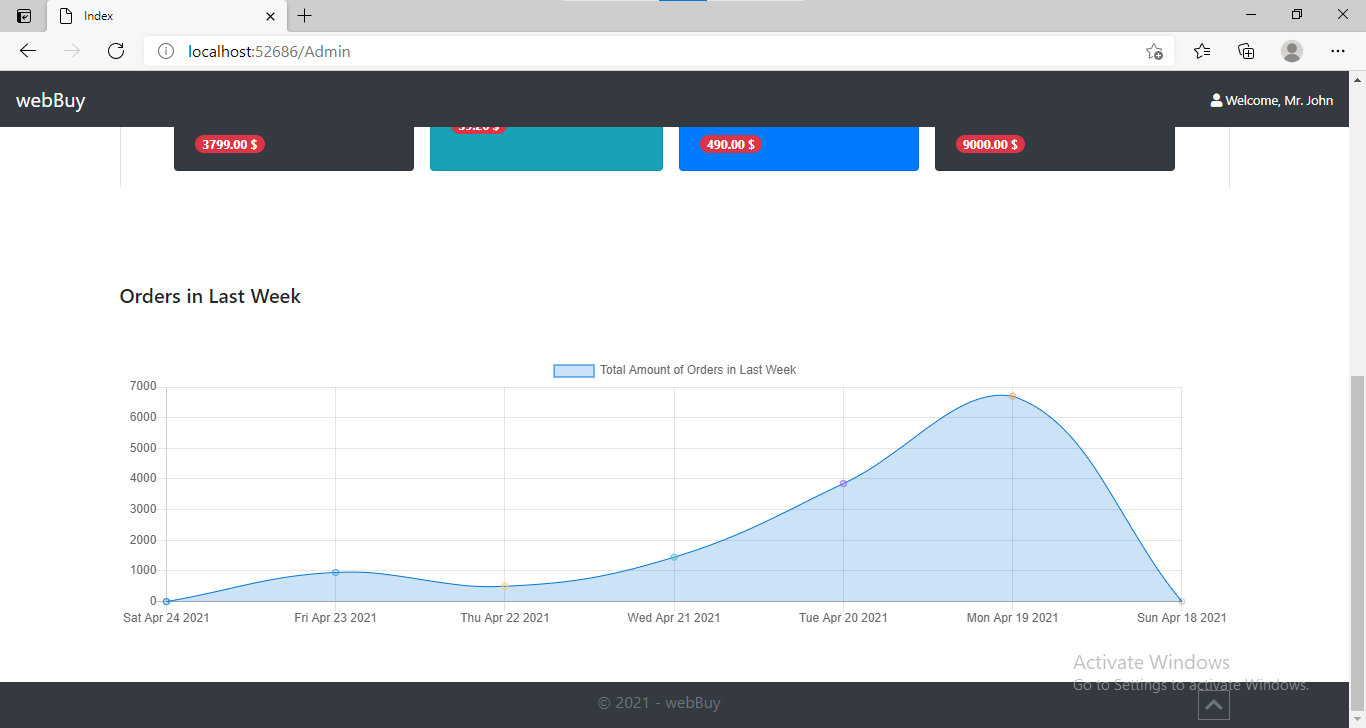 Index
localhost:52686/Admin
webBuy
Welcome, Mr. John
3799.00 $
490.00 $
9000.00 $
Orders in Last Week
Total Amount of Orders in Last Week
7000
6000
5000
4000
3000
2000
1000
0
Sat Apr 24 2021 Fri Apr 23 2021 Thu Apr 22 2021 Wed Apr 21 2021 Tue Apr 20 2021 Mon Apr 19 2021 Sun Apr 18 2021
Activate Windows
Go to Settings to activate Windows.
© 2021 - webBuy